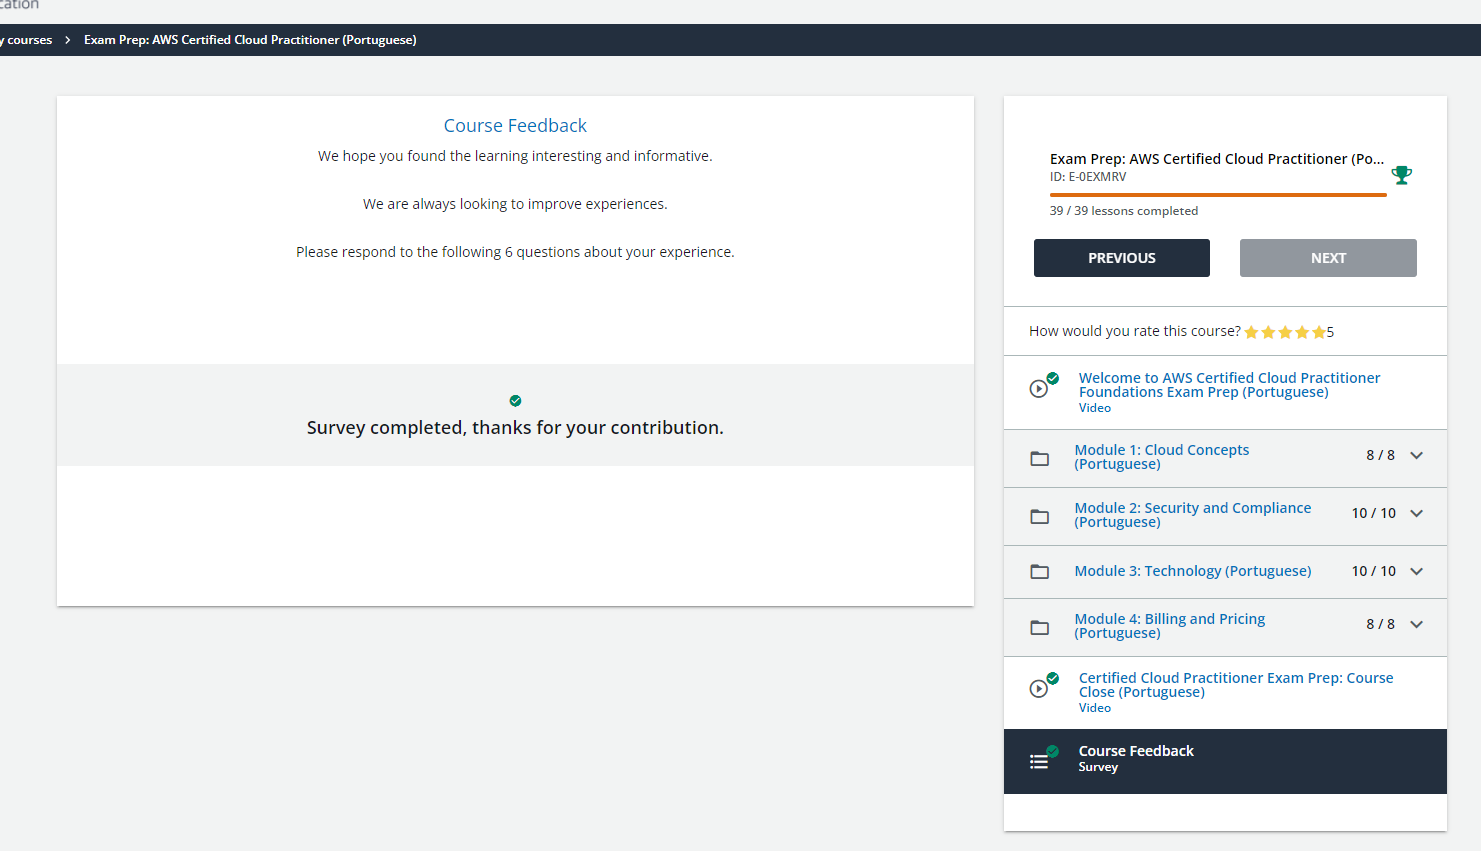 y courses > Exam Prep: AWS Certified Cloud Practitioner (Portuguese)
Course Feedback
We hope you found the learning interesting and informative.
We are always looking to improve experiences.
Please respond to the following 6 questions about your experience.
Survey completed, thanks for your contribution.
Exam Prep: AWS Certified Cloud Practitioner (Po...
ID: E-0EXMRV
39 / 39 lessons completed
PREVIOUS
NEXT
How would you rate this course? 5
Welcome to AWS Certified Cloud Practitioner
Foundations Exam Prep (Portuguese)
Video
Module 1: Cloud Concepts
(Portuguese)
8 / 8
Module 2: Security and Compliance
(Portuguese)
10 / 10
Module 3: Technology (Portuguese)
10 / 10
Module 4: Billing and Pricing
(Portuguese)
8 / 8
Certified Cloud Practitioner Exam Prep: Course
Close (Portuguese)
Video
Course Feedback
Survey